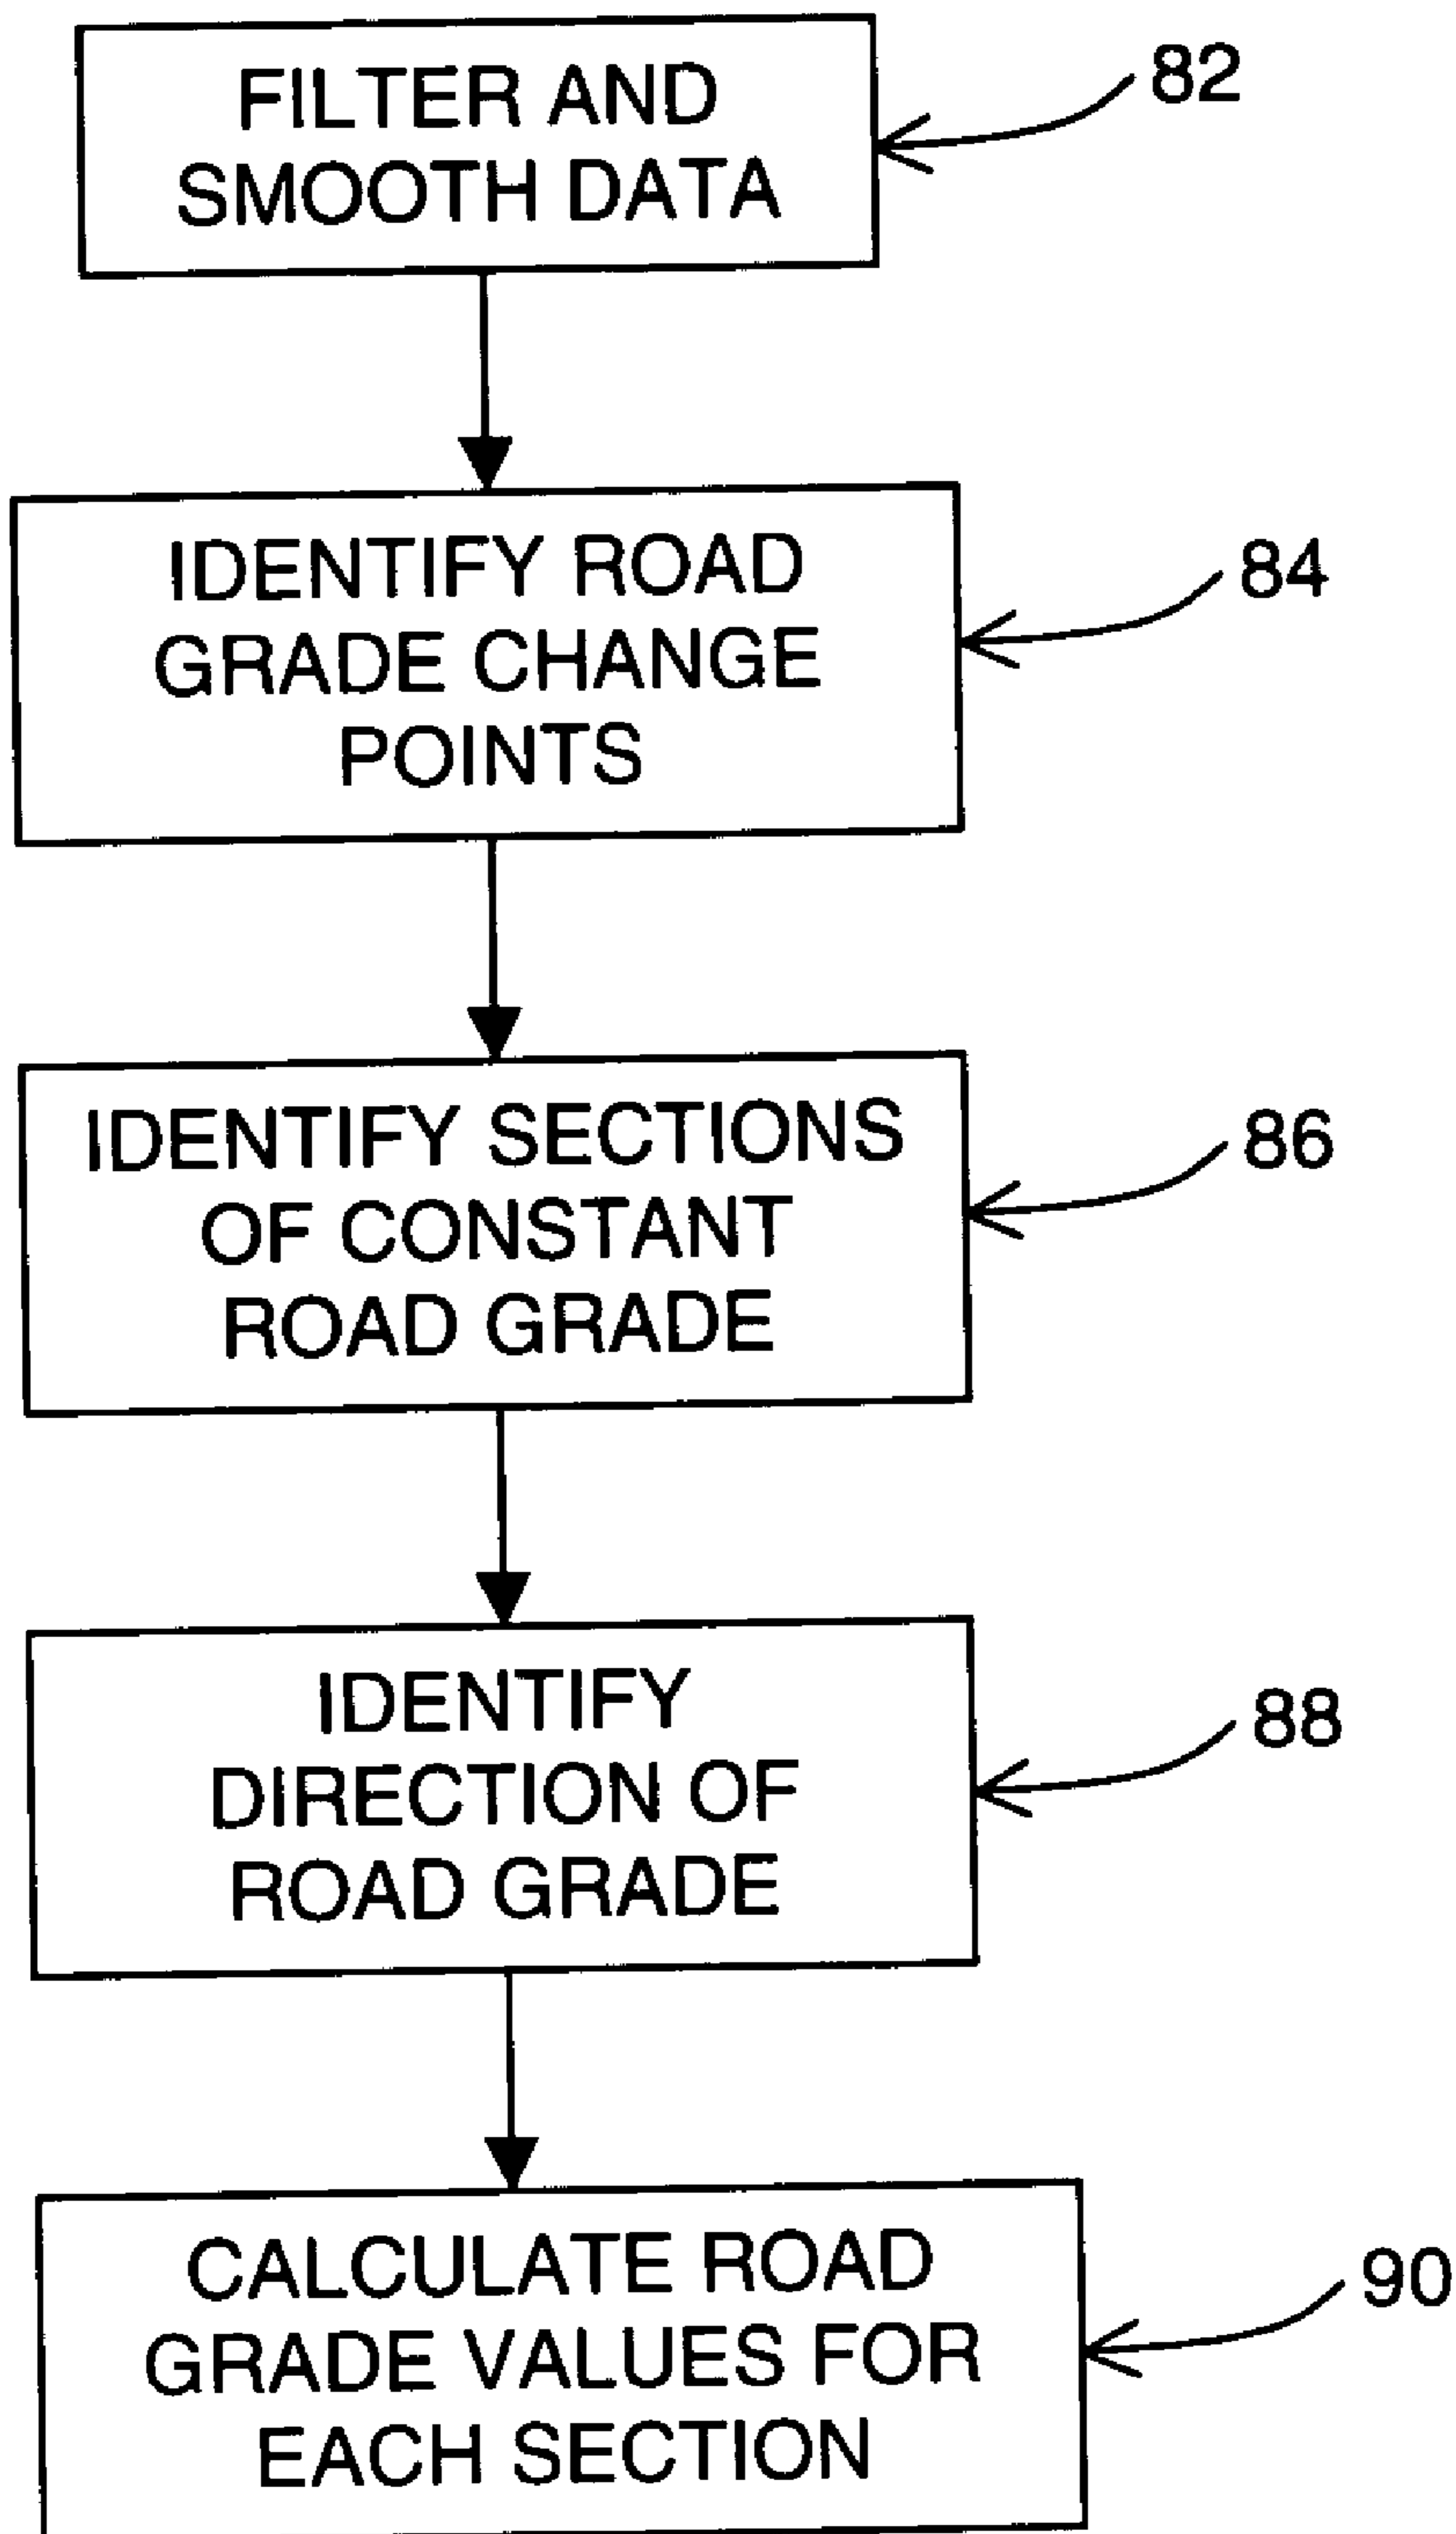 FILTER AND
SMOOTH DATA
82
IDENTIFY ROAD
GRADE CHANGE
POINTS
84
IDENTIFY SECTIONS
OF CONSTANT
ROAD GRADE
86
IDENTIFY
DIRECTION OF
ROAD GRADE
88
CALCULATE ROAD
GRADE VALUES FOR
EACH SECTION
90